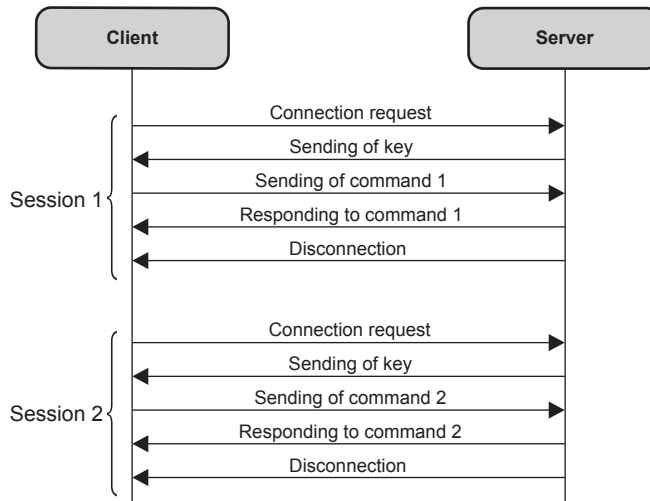 Client
Server
Connection request
Sending of key
Session 1
Sending of command 1
Responding to command 1
Disconnection
Connection request
Sending of key
Session 2
Sending of command 2
Responding to command 2
Disconnection